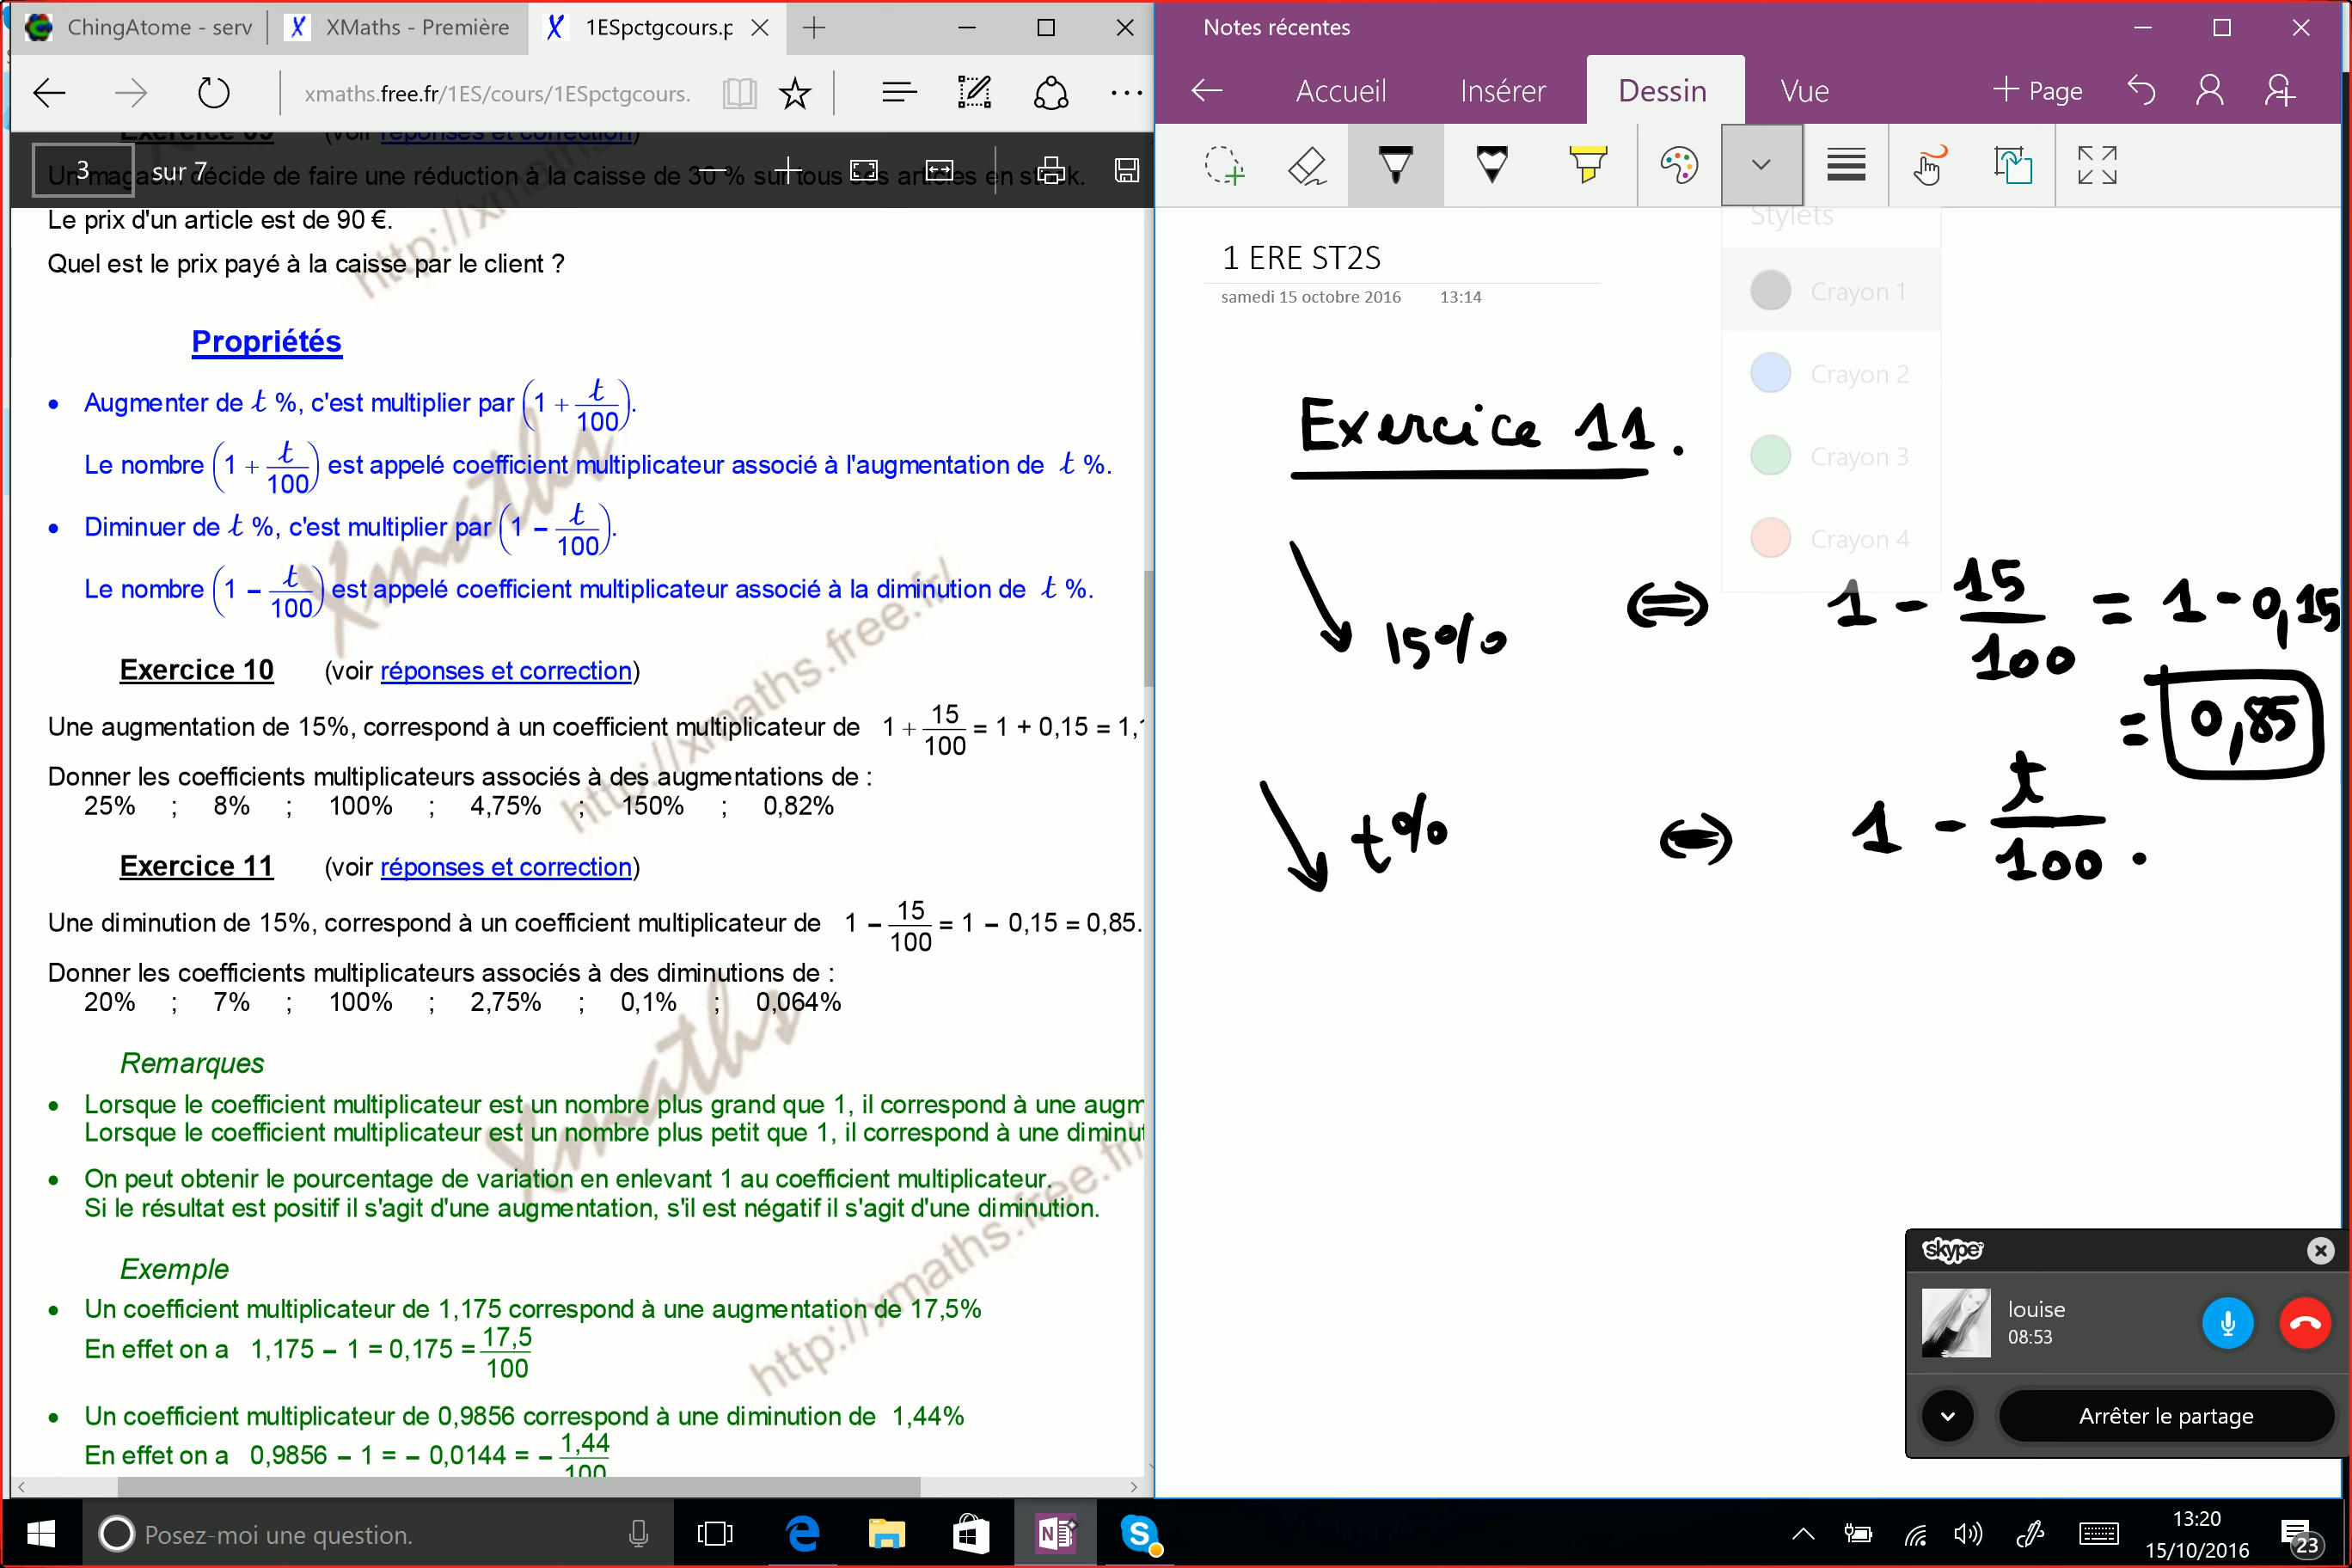 ChingAtome - serv
XMaths - Première
1ESpctgcours.p
xmaths.free.fr/1ES/cours/1ESpctgcours.
(voir réponses et correction)
3 sur 7
Un magasin décide de faire une réduction à la caisse de 30 % sur tous ses articles en stock.
Le prix d'un article est de 90 €.
Quel est le prix payé à la caisse par le client ?
Propriétés
• Augmenter de t %, c'est multiplier par (1 + t/100).
Le nombre (1 + t/100) est appelé coefficient multiplicateur associé à l'augmentation de t %.
• Diminuer de t %, c'est multiplier par (1 − t/100).
Le nombre (1 − t/100) est appelé coefficient multiplicateur associé à la diminution de t %.
Exercice 10 (voir réponses et correction)
Une augmentation de 15%, correspond à un coefficient multiplicateur de 1 + 15/100 = 1 + 0,15 = 1,1
Donner les coefficients multiplicateurs associés à des augmentations de :
25% ; 8% ; 100% ; 4,75% ; 150% ; 0,82%
Exercice 11 (voir réponses et correction)
Une diminution de 15%, correspond à un coefficient multiplicateur de 1 − 15/100 = 1 − 0,15 = 0,85.
Donner les coefficients multiplicateurs associés à des diminutions de :
20% ; 7% ; 100% ; 2,75% ; 0,1% ; 0,064%
Remarques
• Lorsque le coefficient multiplicateur est un nombre plus grand que 1, il correspond à une augm
Lorsque le coefficient multiplicateur est un nombre plus petit que 1, il correspond à une diminut
• On peut obtenir le pourcentage de variation en enlevant 1 au coefficient multiplicateur.
Si le résultat est positif il s'agit d'une augmentation, s'il est négatif il s'agit d'une diminution.
Exemple
• Un coefficient multiplicateur de 1,175 correspond à une augmentation de 17,5%
En effet on a 1,175 − 1 = 0,175 = 17,5/100
• Un coefficient multiplicateur de 0,9856 correspond à une diminution de 1,44%
En effet on a 0,9856 − 1 = − 0,0144 = − 1,44/100
Xmaths
http://xmaths.free.fr/
Xmaths
http://xmaths.free.fr/
Notes récentes
Accueil Insérer Dessin Vue + Page
Stylets
Crayon 1
Crayon 2
Crayon 3
Crayon 4
1 ERE ST2S
samedi 15 octobre 2016 13:14
Exercice 11.
↘ 15% ⇔ 1 - 15/100 = 1 - 0,15
= 0,85
↘ t% ⇔ 1 - t/100.
skype
louise
08:53
Arrêter le partage
Posez-moi une question.
13:20
15/10/2016
23